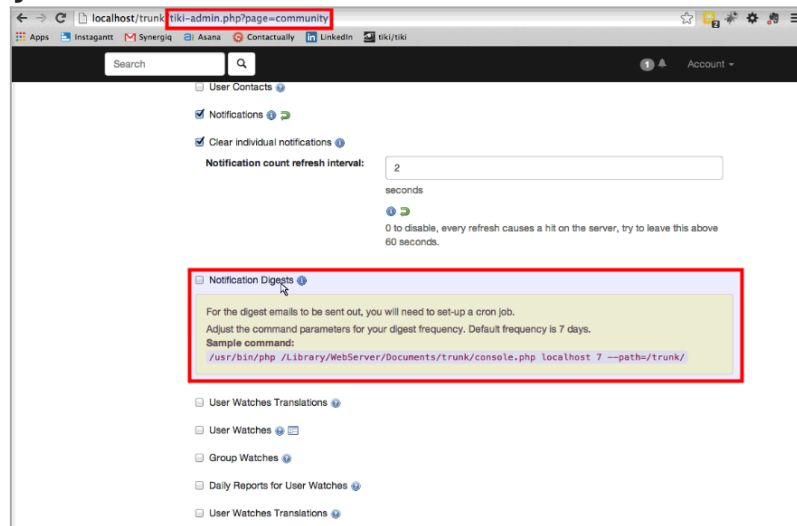 localhost/trunk/tiki-admin.php?page=community
Apps Instagantt Synergiq Asana Contactually LinkedIn tiki/tiki
Search 1 Account
User Contacts
Notifications
Clear individual notifications
Notification count refresh interval:
2
seconds
0 to disable, every refresh causes a hit on the server, try to leave this above
60 seconds.
Notification Digests
For the digest emails to be sent out, you will need to set-up a cron job.
Adjust the command parameters for your digest frequency. Default frequency is 7 days.
Sample command:
/usr/bin/php /Library/WebServer/Documents/trunk/console.php localhost 7 --path=/trunk/
User Watches Translations
User Watches
Group Watches
Daily Reports for User Watches
User Watches Translations